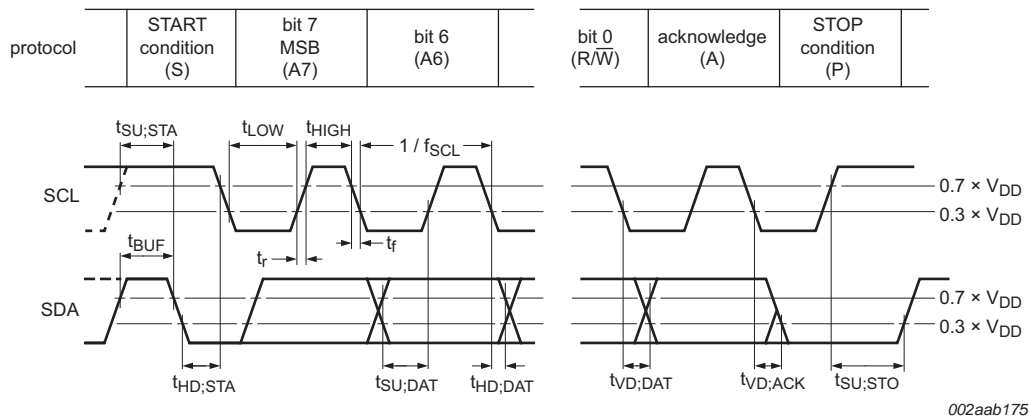 protocol
START
condition
(S)
bit 7
MSB
(A7)
bit 6
(A6)
bit 0
(R/W̅)
acknowledge
(A)
STOP
condition
(P)
tSU;STA
tLOW
tHIGH
1 / fSCL
SCL
0.7 × VDD
0.3 × VDD
tBUF
tr
tf
SDA
0.7 × VDD
0.3 × VDD
tHD;STA
tSU;DAT
tHD;DAT
tVD;DAT
tVD;ACK
tSU;STO
002aab175